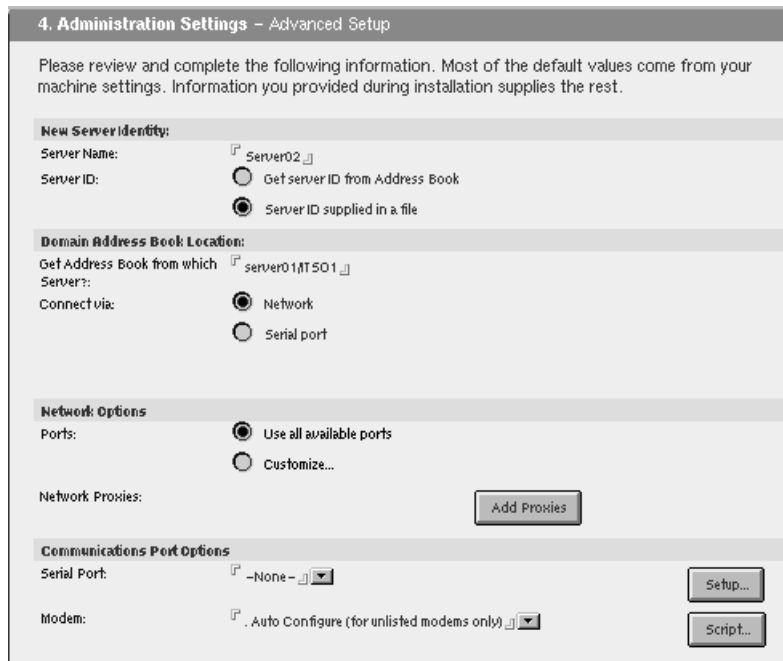 4. Administration Settings – Advanced Setup
Please review and complete the following information. Most of the default values come from your
machine settings. Information you provided during installation supplies the rest.
New Server Identity:
Server Name: Server02
Server ID: Get server ID from Address Book
Server ID supplied in a file
Domain Address Book Location:
Get Address Book from which server01/ITSO1
Server?:
Connect via: Network
Serial port
Network Options
Ports: Use all available ports
Customize...
Network Proxies: Add Proxies
Communications Port Options
Serial Port: -None- Setup...
Modem: . Auto Configure (for unlisted modems only) Script...